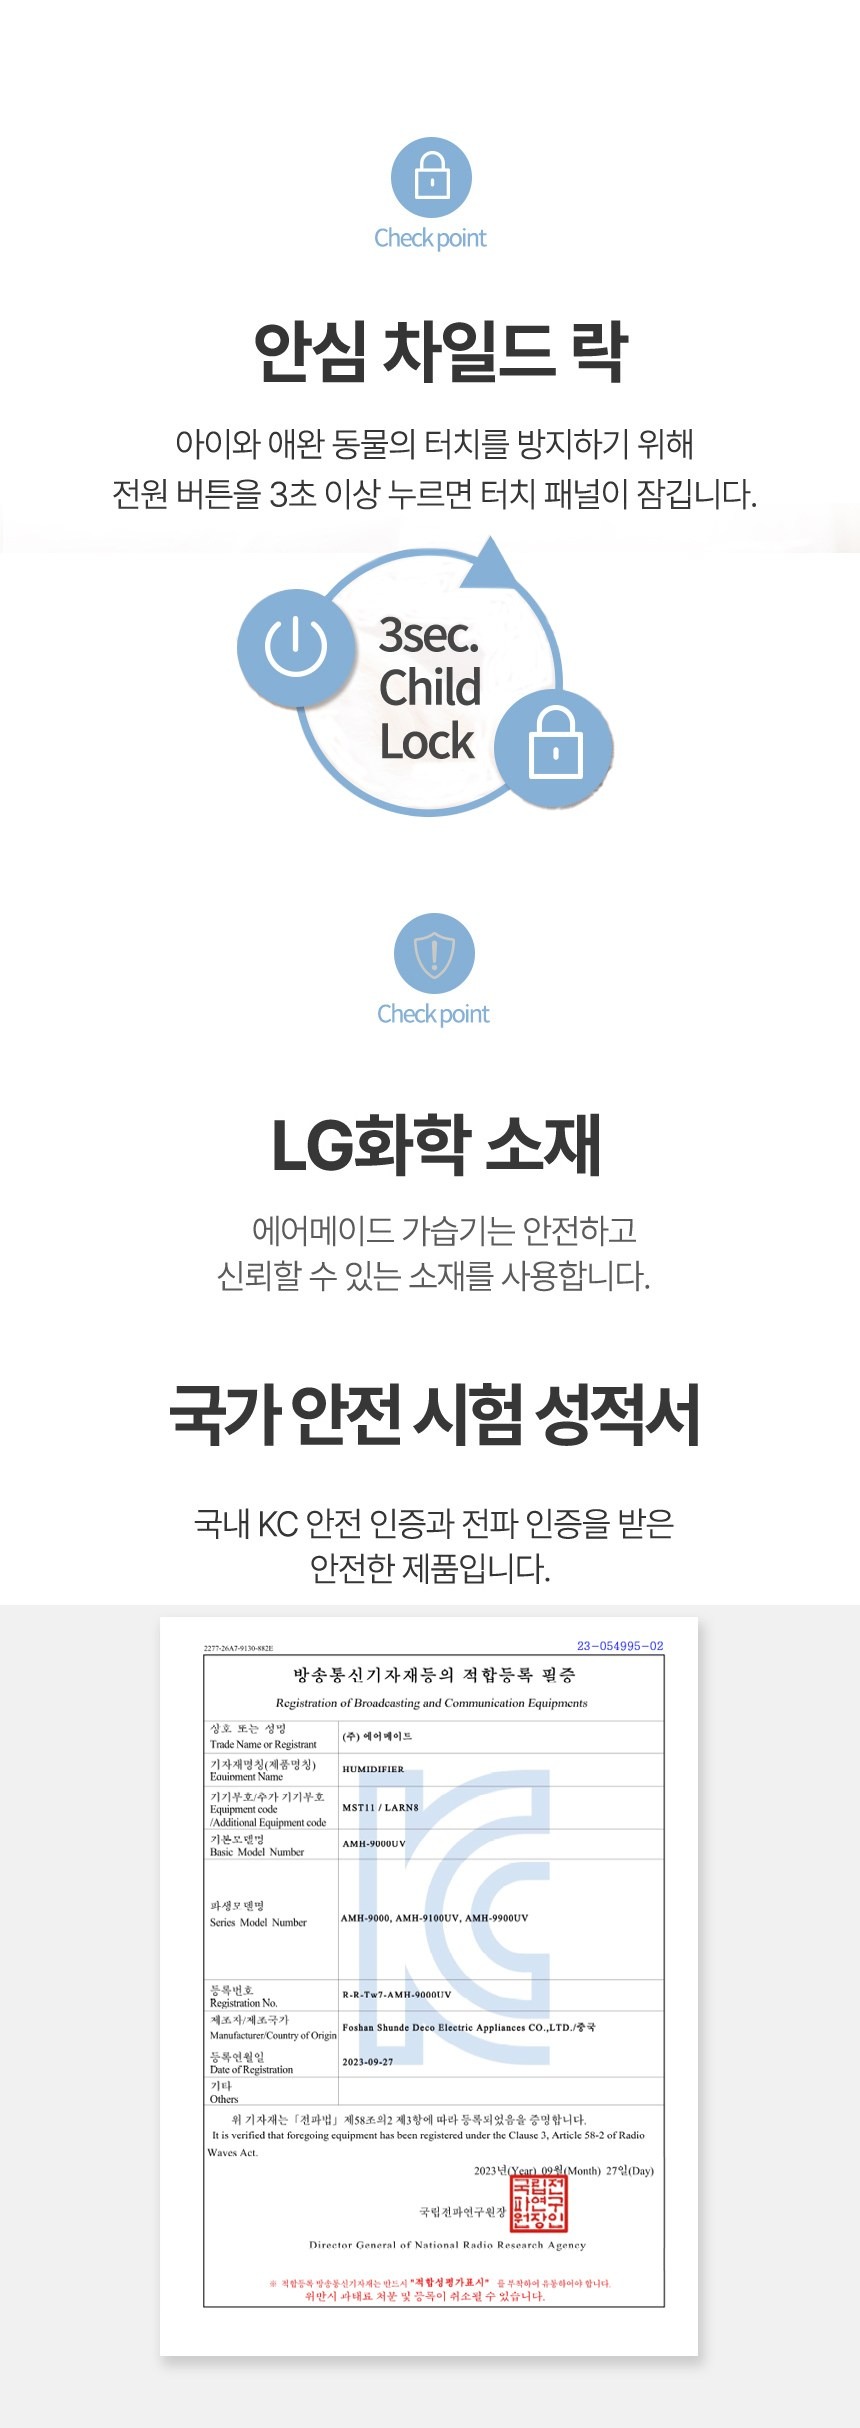 Check point
안심 차일드 락
아이와 애완 동물의 터치를 방지하기 위해
전원 버튼을 3초 이상 누르면 터치 패널이 잠깁니다.
3sec.
Child
Lock
Check point
LG화학 소재
에어메이드 가습기는 안전하고
신뢰할 수 있는 소재를 사용합니다.
국가 안전 시험 성적서
국내 KC 안전 인증과 전파 인증을 받은
안전한 제품입니다.
2277-26A7-9130-882E
23-054995-02
방송통신기자재등의 적합등록 필증
Registration of Broadcasting and Communication Equipments
상호 또는 성명
Trade Name or Registrant
(주) 에어메이드
기자재명칭(제품명칭)
Equipment Name
HUMIDIFIER
기기부호/추가 기기부호
Equipment code
/Additional Equipment code
MST11 / LARN8
기본모델명
Basic Model Number
AMH-9000UV
파생모델명
Series Model Number
AMH-9000, AMH-9100UV, AMH-9900UV
등록번호
Registration No.
R-R-Tw7-AMH-9000UV
제조자/제조국가
Manufacturer/Country of Origin
Foshan Shunde Deco Electric Appliances CO.,LTD./중국
등록연월일
Date of Registration
2023-09-27
기타
Others
위 기자재는「전파법」제58조의2 제3항에 따라 등록되었음을 증명합니다.
It is verified that foregoing equipment has been registered under the Clause 3, Article 58-2 of Radio
Waves Act.
2023년(Year) 09월(Month) 27일(Day)
국립전파연구원장
국립전
파연구
원장인
Director General of National Radio Research Agency
※ 적합등록 방송통신기자재는 반드시 "적합성평가표시" 를 부착하여 유통하여야 합니다.
위반시 과태료 처분 및 등록이 취소될 수 있습니다.